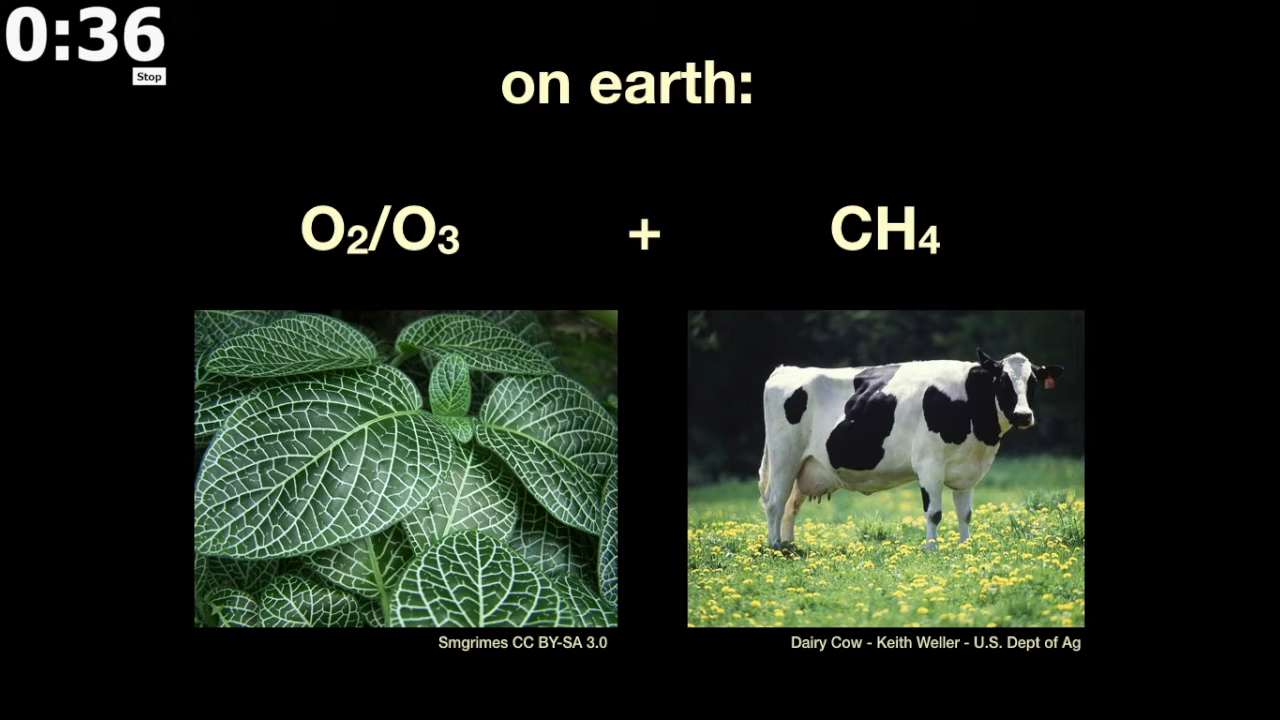 0:36
Stop
on earth:
O₂/O₃ + CH₄
Smgrimes CC BY-SA 3.0
Dairy Cow - Keith Weller - U.S. Dept of Ag